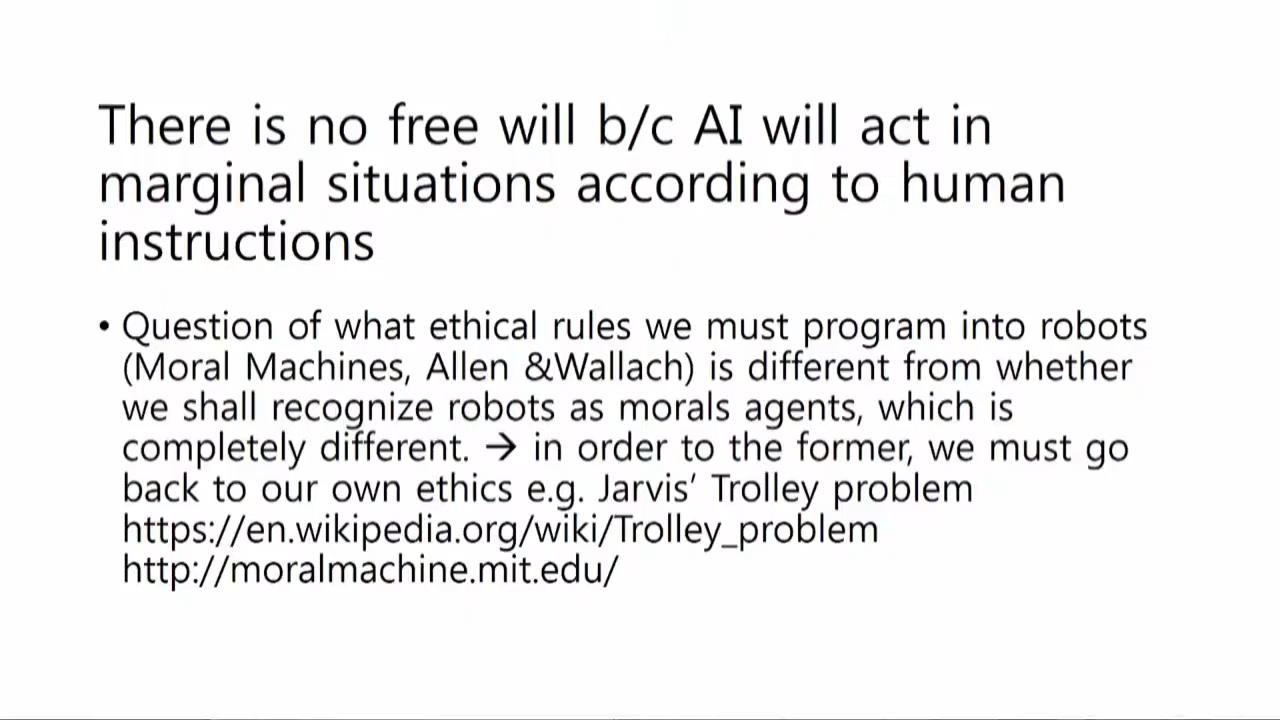 There is no free will b/c AI will act in
marginal situations according to human
instructions
• Question of what ethical rules we must program into robots
(Moral Machines, Allen &Wallach) is different from whether
we shall recognize robots as morals agents, which is
completely different. → in order to the former, we must go
back to our own ethics e.g. Jarvis’ Trolley problem
https://en.wikipedia.org/wiki/Trolley_problem
http://moralmachine.mit.edu/